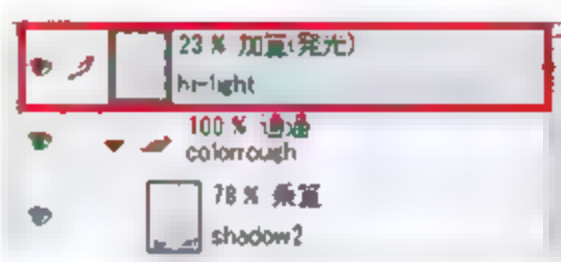 23 % 加算(発光)
hi-light
100 % 通過
colorrough
78 % 乗算
shadow2